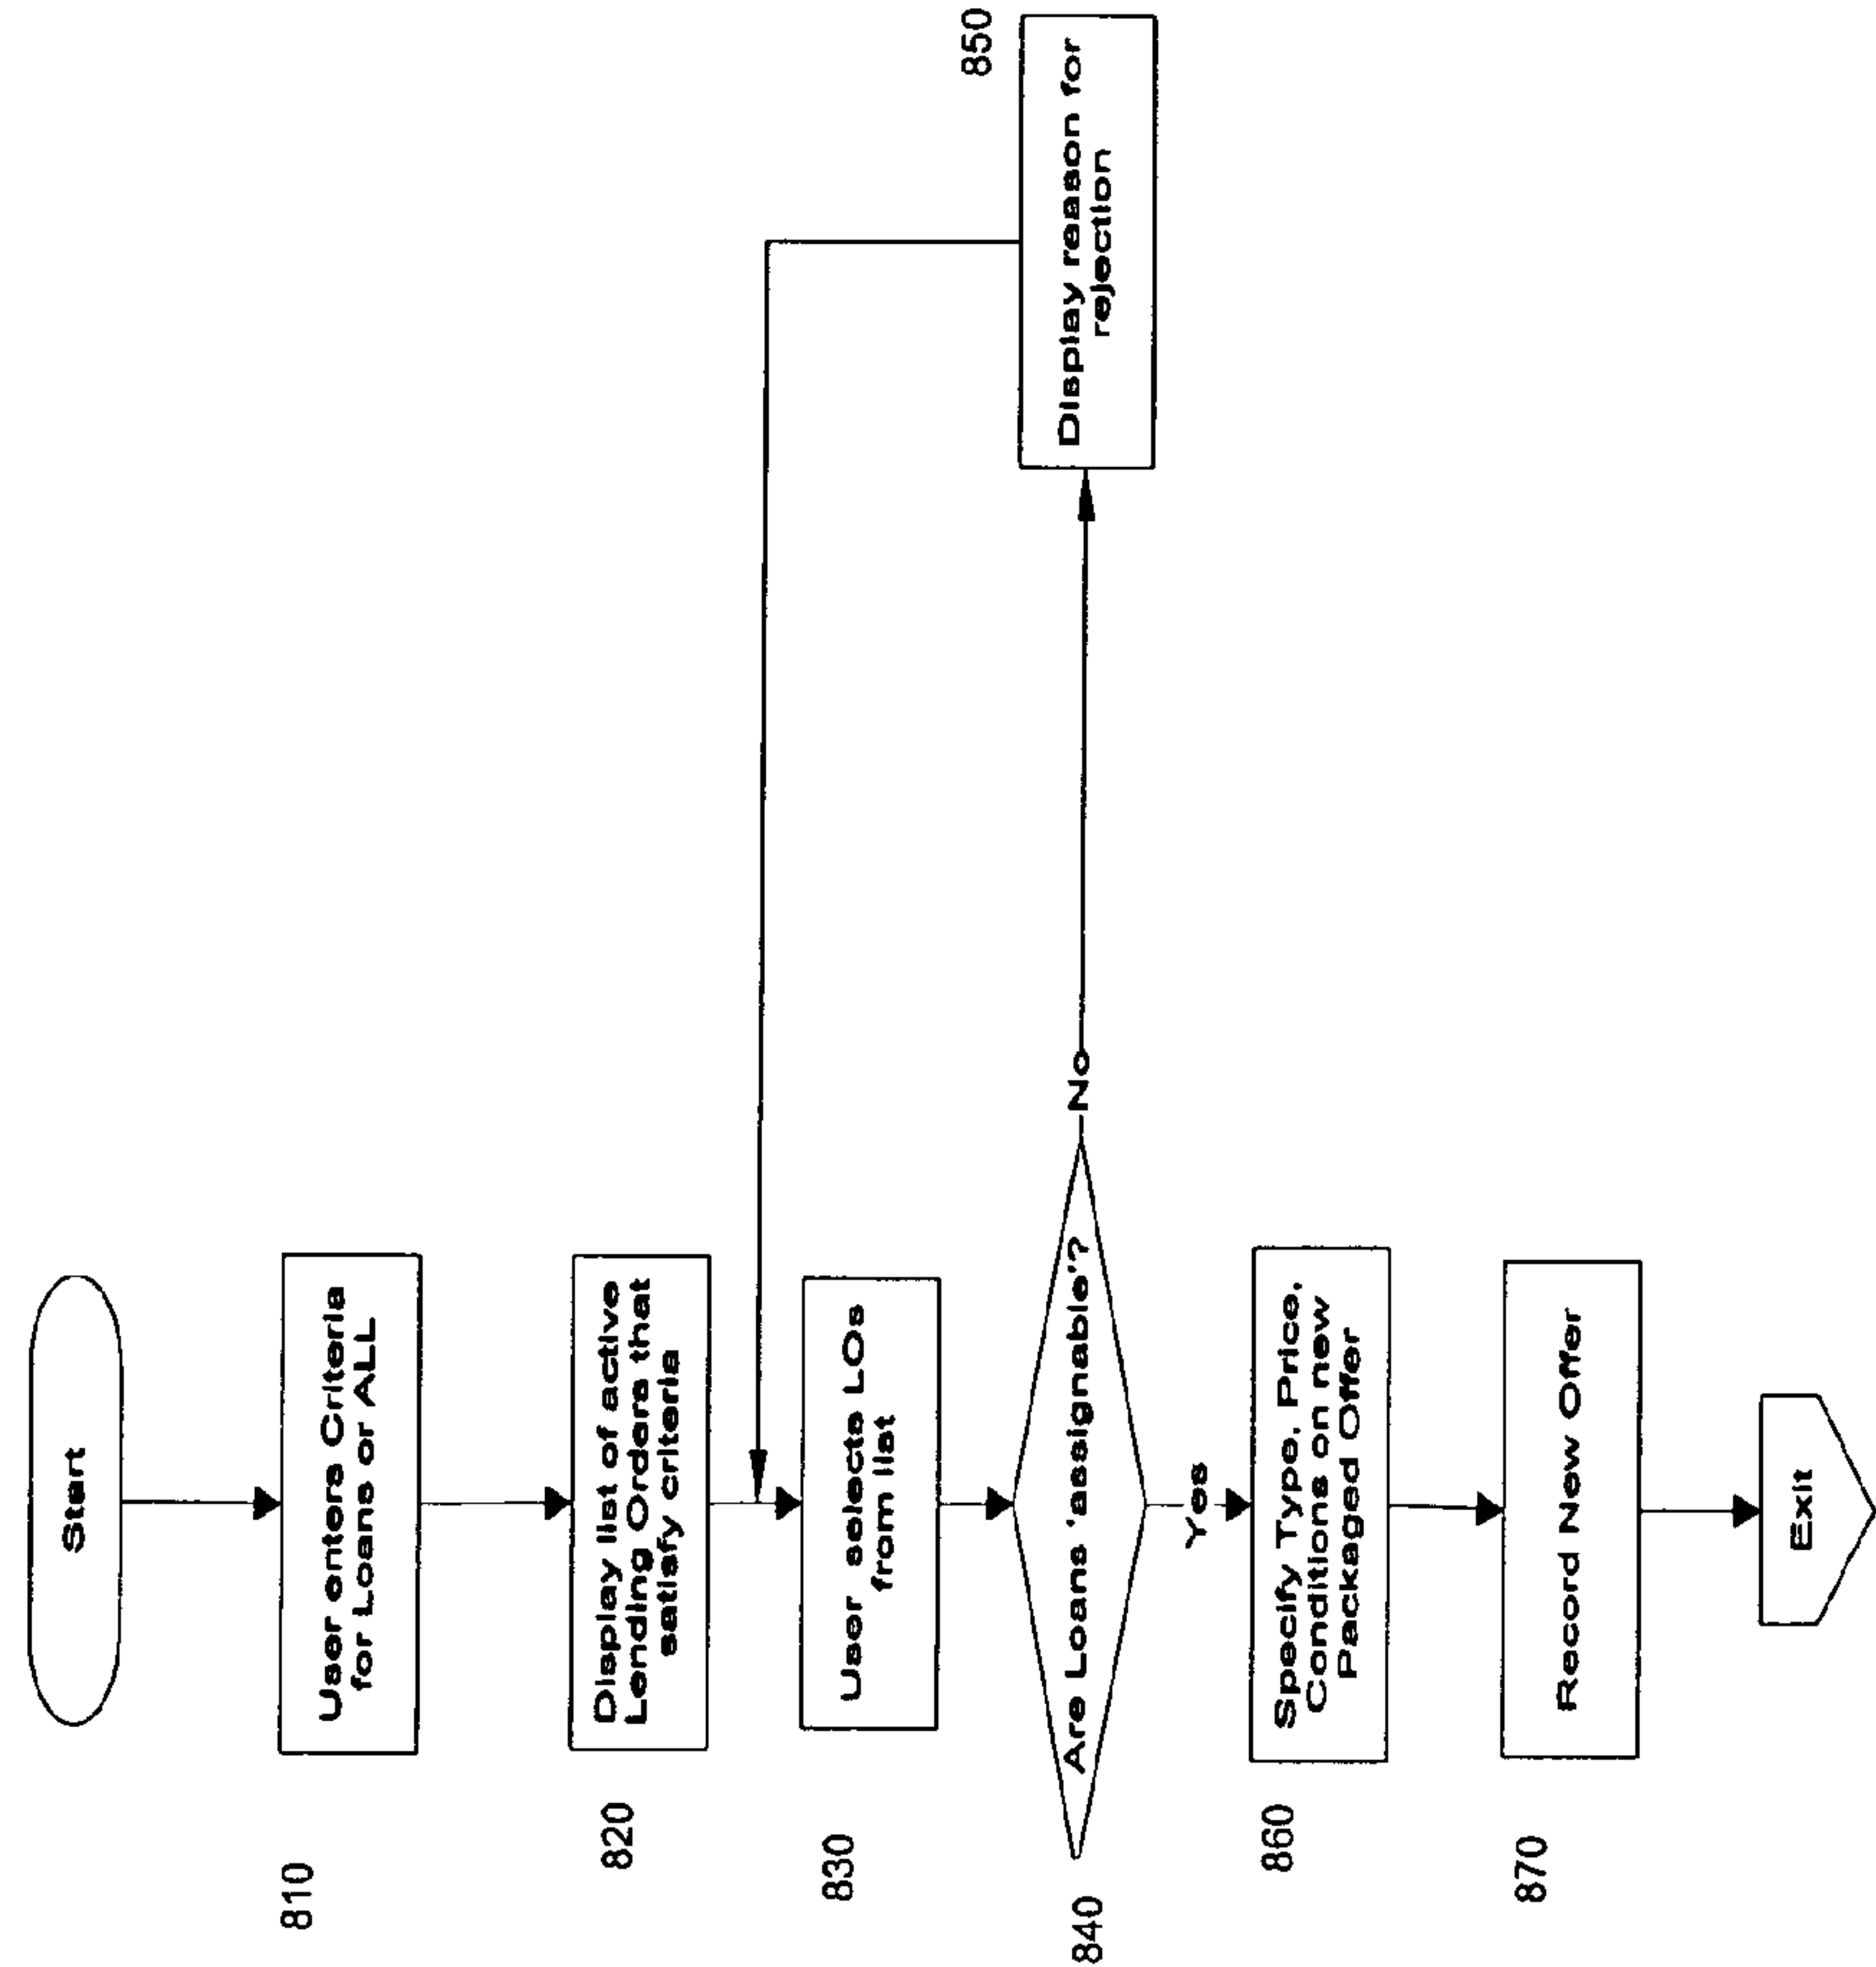 Start
810
User enters Criteria
for Loans or ALL
820
Display list of active
Lending Orders that
satisfy criteria
830
User selects LOs
from list
840
Are Loans 'assignable'?
No
850
Display reason for
rejection
Yes
860
Specify Type, Price,
Conditions on new
Packaged Offer
870
Record New Offer
Exit